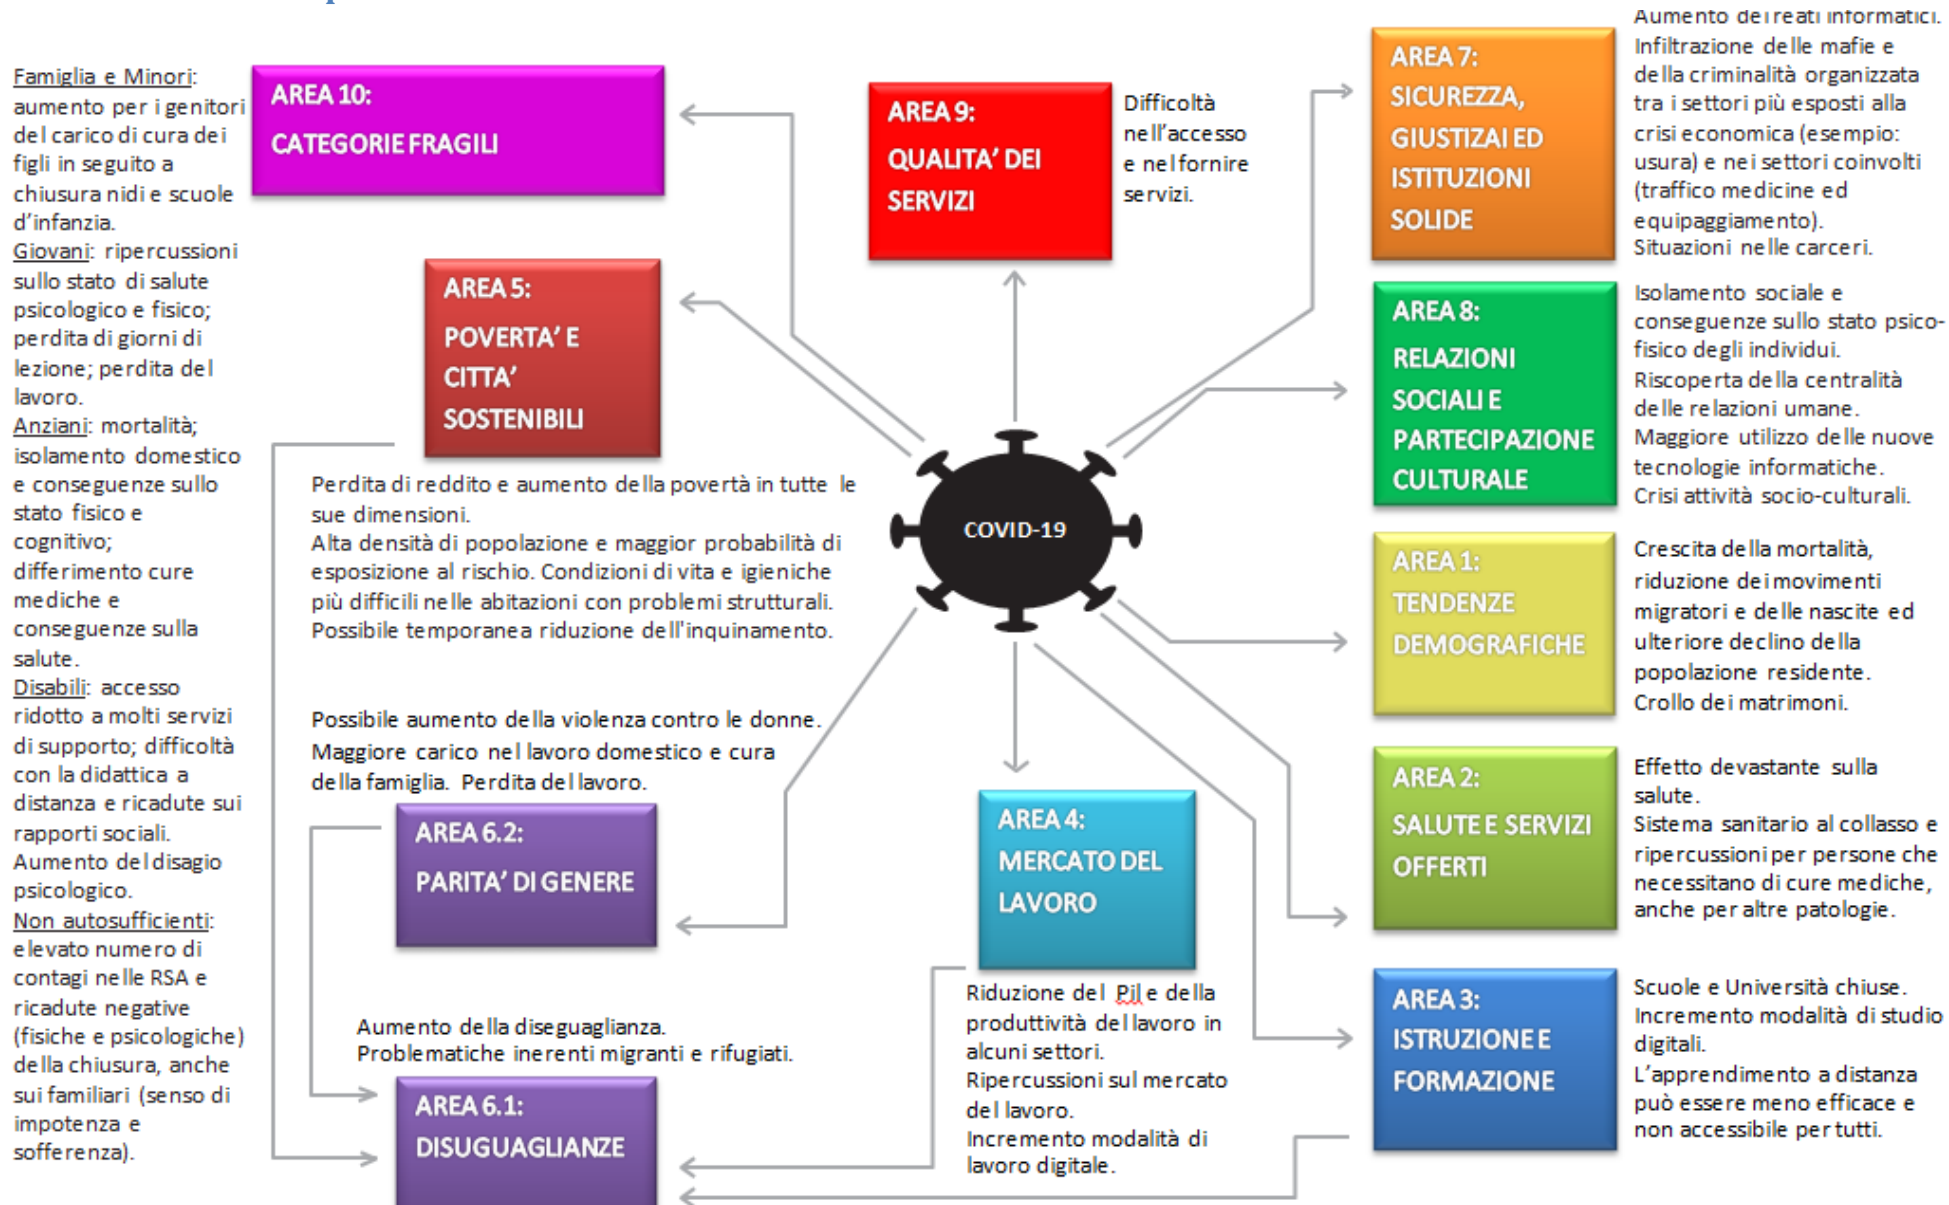 Famiglia e Minori:
aumento per i genitori
del carico di cura dei
figli in seguito a
chiusura nidi e scuole
d'infanzia.
Giovani: ripercussioni
sullo stato di salute
psicologico e fisico;
perdita di giorni di
lezione; perdita del
lavoro.
Anziani: mortalità;
isolamento domestico
e conseguenze sullo
stato fisico e
cognitivo;
differimento cure
mediche e
conseguenze sulla
salute.
Disabili: accesso
ridotto a molti servizi
di supporto; difficoltà
con la didattica a
distanza e ricadute sui
rapporti sociali.
Aumento del disagio
psicologico.
Non autosufficienti:
elevato numero di
contagi nelle RSA e
ricadute negative
(fisiche e psicologiche)
della chiusura, anche
sui familiari (senso di
impotenza e
sofferenza).
AREA 10:
CATEGORIE FRAGILI
AREA 5:
POVERTA' E
CITTA'
SOSTENIBILI
Perdita di reddito e aumento della povertà in tutte le
sue dimensioni.
Alta densità di popolazione e maggior probabilità di
esposizione al rischio. Condizioni di vita e igieniche
più difficili nelle abitazioni con problemi strutturali.
Possibile temporanea riduzione dell'inquinamento.
Possibile aumento della violenza contro le donne.
Maggiore carico nel lavoro domestico e cura
della famiglia. Perdita del lavoro.
AREA 6.2:
PARITA' DI GENERE
Aumento della diseguaglianza.
Problematiche inerenti migranti e rifugiati.
AREA 6.1:
DISUGUAGLIANZE
AREA 9:
QUALITA' DEI
SERVIZI
Difficoltà
nell'accesso
e nel fornire
servizi.
COVID-19
AREA 4:
MERCATO DEL
LAVORO
Riduzione del Pil e della
produttività del lavoro in
alcuni settori.
Ripercussioni sul mercato
del lavoro.
Incremento modalità di
lavoro digitale.
AREA 7:
SICUREZZA,
GIUSTIZAI ED
ISTITUZIONI
SOLIDE
Aumento dei reati informatici.
Infiltrazione delle mafie e
della criminalità organizzata
tra i settori più esposti alla
crisi economica (esempio:
usura) e nei settori coinvolti
(traffico medicine ed
equipaggiamento).
Situazioni nelle carceri.
AREA 8:
RELAZIONI
SOCIALI E
PARTECIPAZIONE
CULTURALE
Isolamento sociale e
conseguenze sullo stato psico-
fisico degli individui.
Riscoperta della centralità
delle relazioni umane.
Maggiore utilizzo delle nuove
tecnologie informatiche.
Crisi attività socio-culturali.
AREA 1:
TENDENZE
DEMOGRAFICHE
Crescita della mortalità,
riduzione dei movimenti
migratori e delle nascite ed
ulteriore declino della
popolazione residente.
Crollo dei matrimoni.
AREA 2:
SALUTE E SERVIZI
OFFERTI
Effetto devastante sulla
salute.
Sistema sanitario al collasso e
ripercussioni per persone che
necessitano di cure mediche,
anche per altre patologie.
AREA 3:
ISTRUZIONE E
FORMAZIONE
Scuole e Università chiuse.
Incremento modalità di studio
digitali.
L'apprendimento a distanza
può essere meno efficace e
non accessibile per tutti.